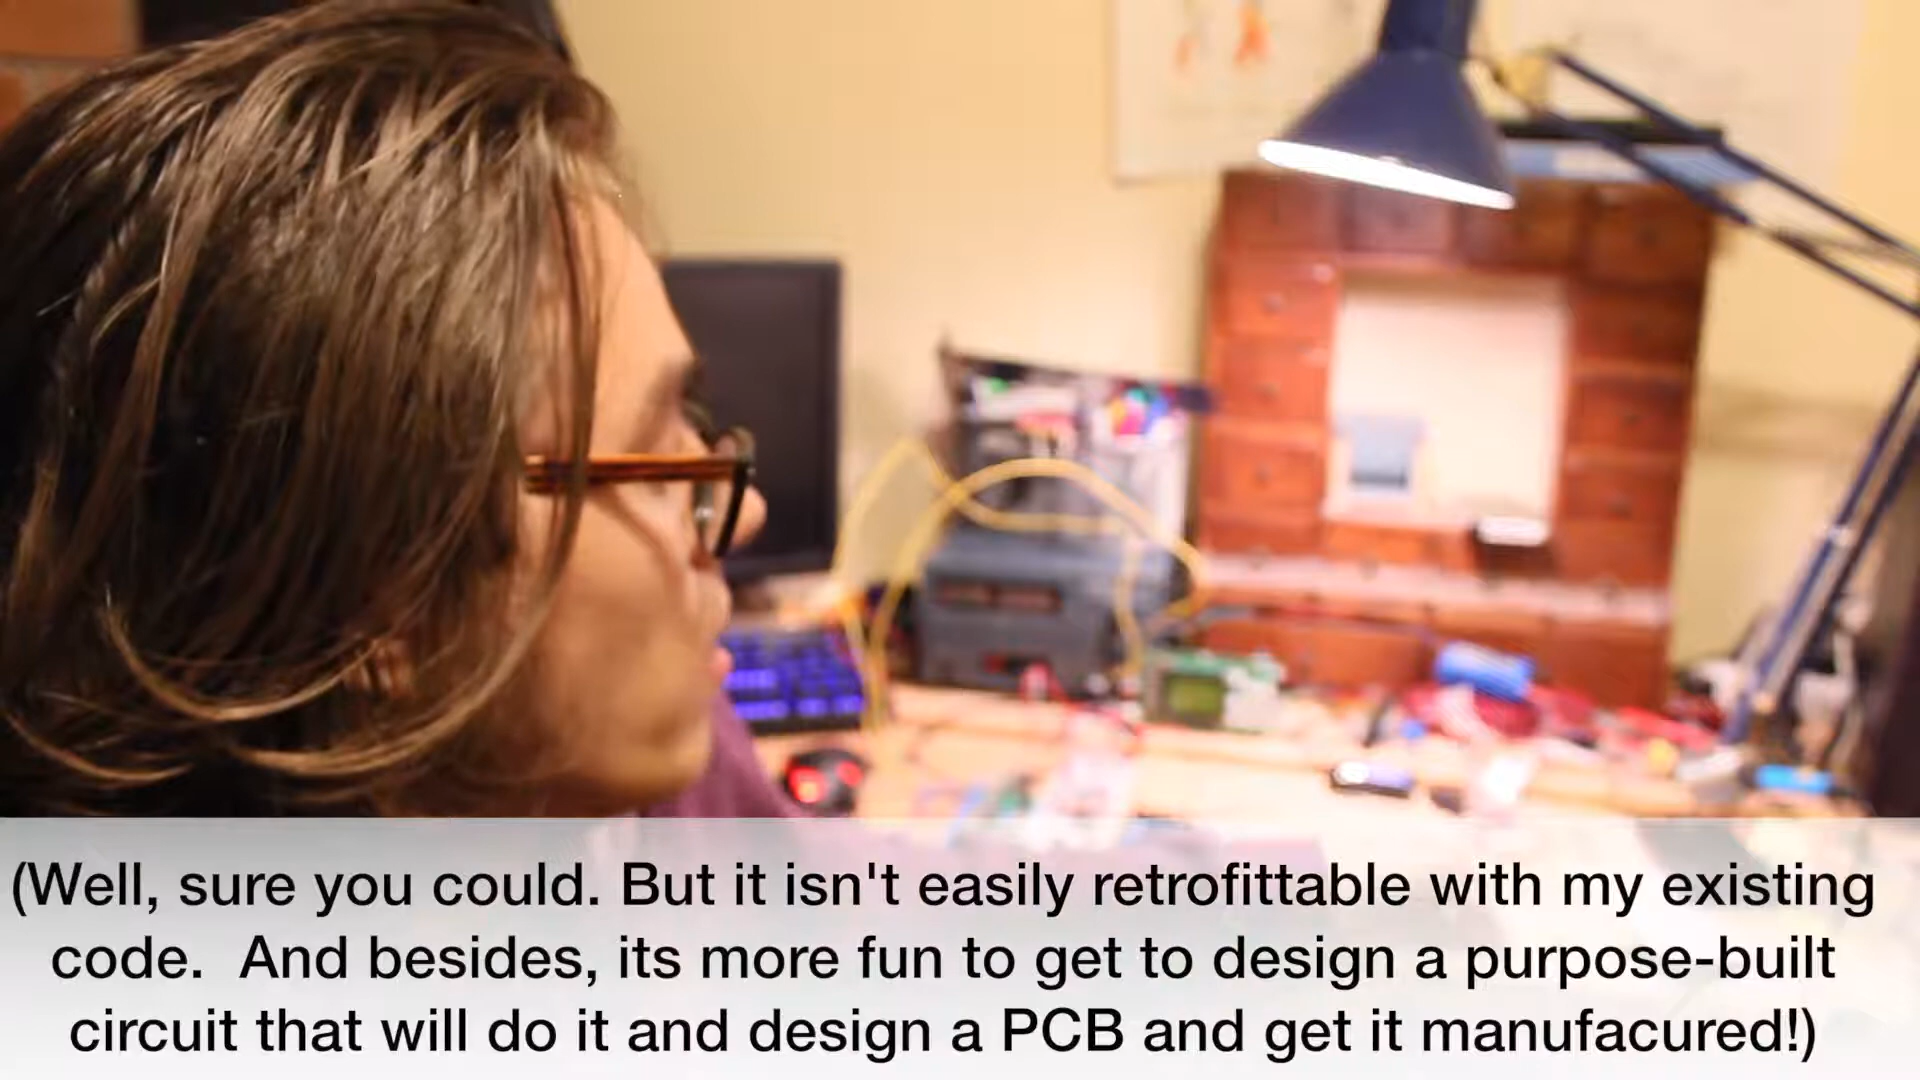 (Well, sure you could. But it isn't easily retrofittable with my existing
code.  And besides, its more fun to get to design a purpose-built
circuit that will do it and design a PCB and get it manufacured!)